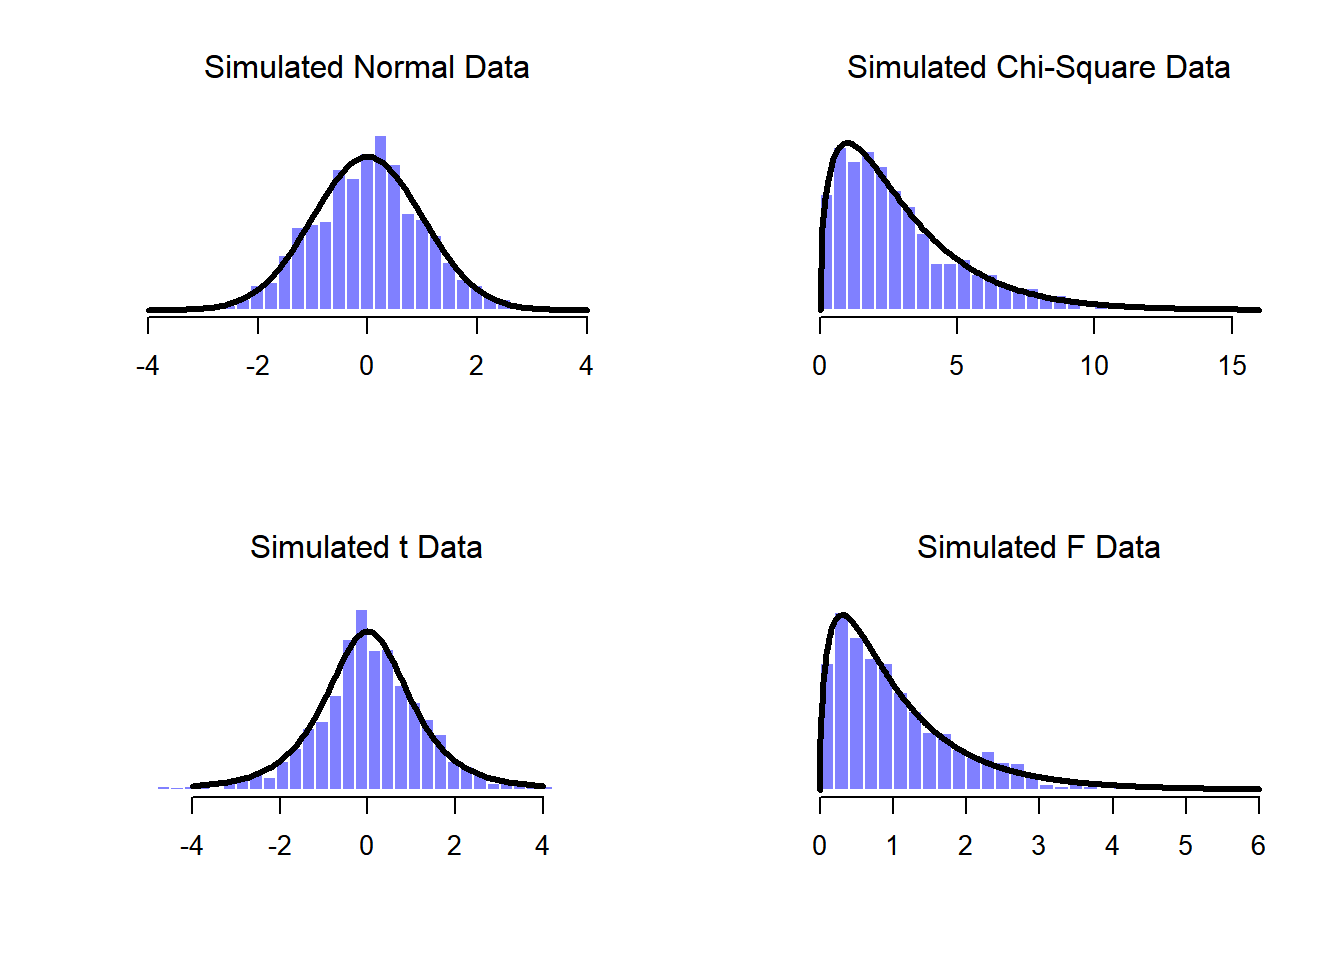 Simulated Normal Data
-4 -2 0 2 4
Simulated Chi-Square Data
0 5 10 15
Simulated t Data
-4 -2 0 2 4
Simulated F Data
0 1 2 3 4 5 6